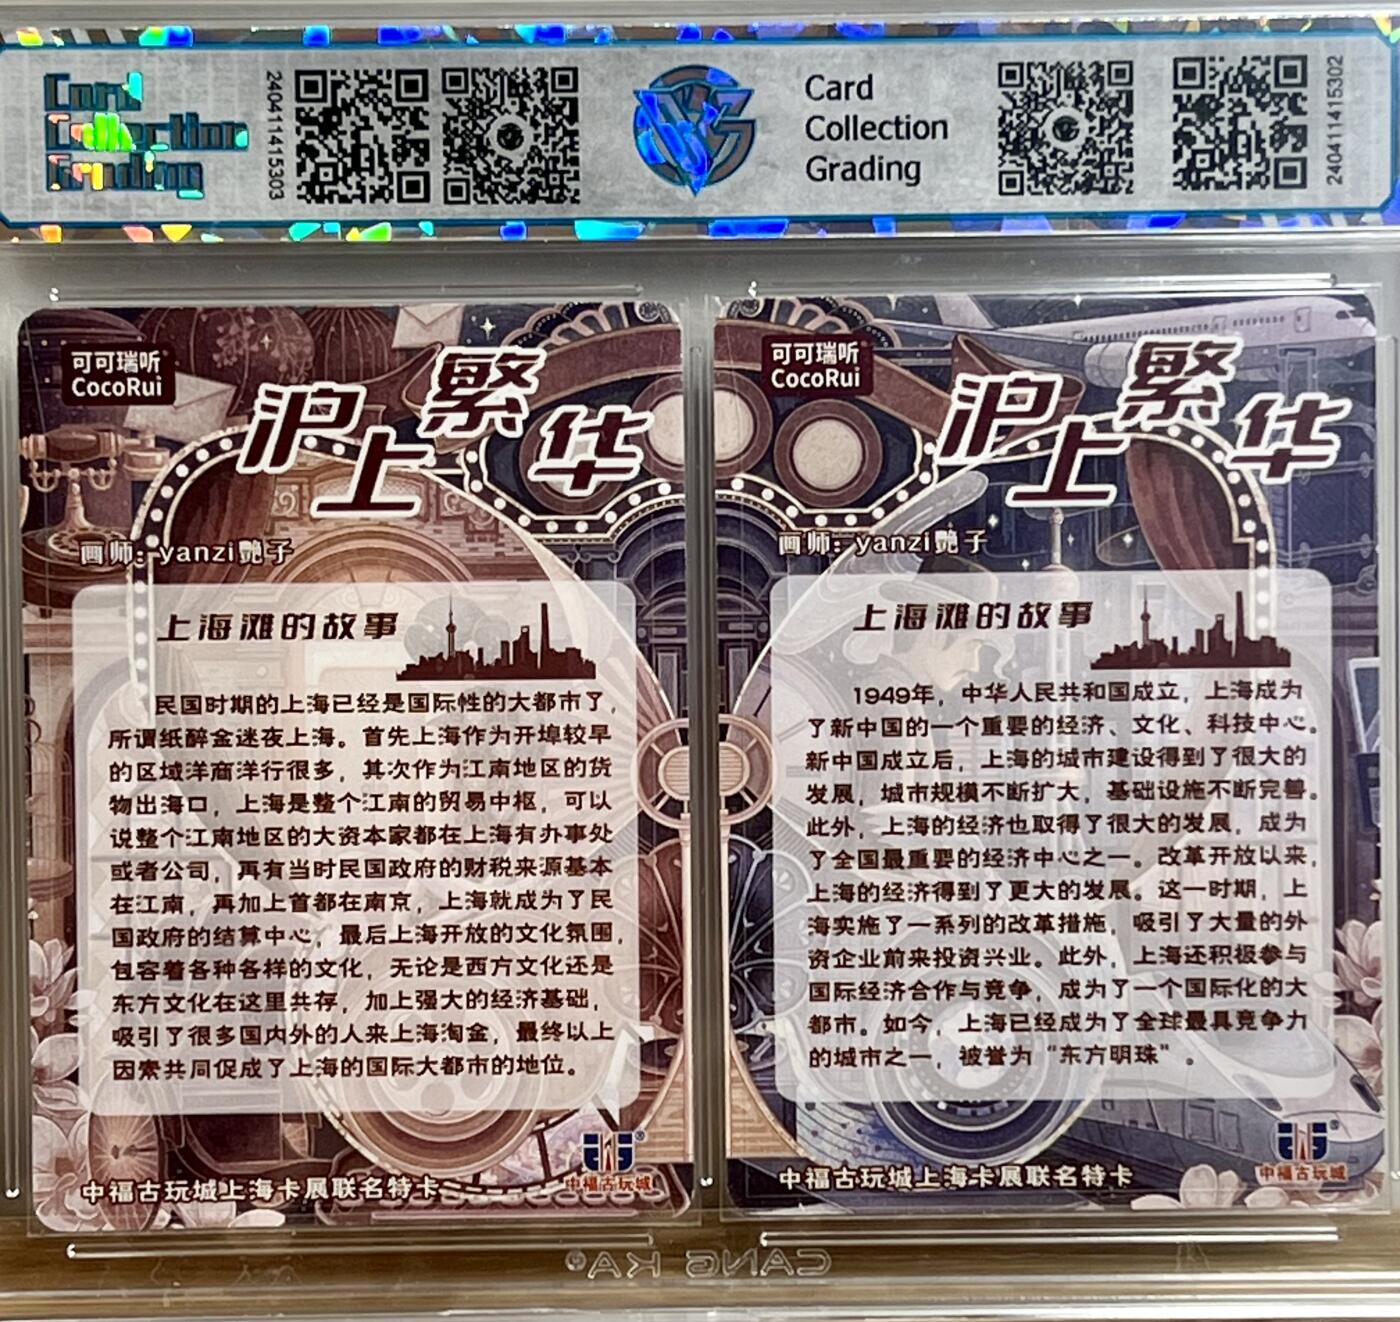 Card
Collection
Grading
24041145303
Card
Collection
Grading
24041145302
可可瑞听
CocoRui
沪上繁华
画师：yanzi艷子
上海滩的故事
民国时期的上海已经是国际性的大都市了，
所谓纸醉金迷夜上海。首先上海作为开埠较早
的区域洋商洋行很多，其次作为江南地区的货
物出海口，上海是整个江南的贸易中枢，可以
说整个江南地区的大资本家都在上海有办事处
或者公司，再有当时民国政府的财税来源基本
在江南，再加上首都在南京，上海就成为了民
国政府的结算中心，最后上海开放的文化氛围，
包容着各种各样的文化，无论是西方文化还是
东方文化在这里共存，加上强大的经济基础，
吸引了很多国内外的人来上海淘金，最终以上
因素共同促成了上海的国际大都市的地位。
中福古玩城
中福古玩城上海卡展联名特卡
可可瑞听
CocoRui
沪上繁华
画师：yanzi艷子
上海滩的故事
1949年，中华人民共和国成立，上海成为
了新中国的一个重要的经济、文化、科技中心。
新中国成立后，上海的城市建设得到了很大的
发展，城市规模不断扩大，基础设施不断完善。
此外，上海的经济也取得了很大的发展，成为
了全国最重要的经济中心之一。改革开放以来，
上海的经济得到了更大的发展。这一时期，上
海实施了一系列的改革措施，吸引了大量的外
资企业前来投资兴业。此外，上海还积极参与
国际经济合作与竞争，成为了一个国际化的大
都市。如今，上海已经成为了全球最具竞争力
的城市之一，被誉为“东方明珠”。
中福古玩城
中福古玩城上海卡展联名特卡
CANG KA®